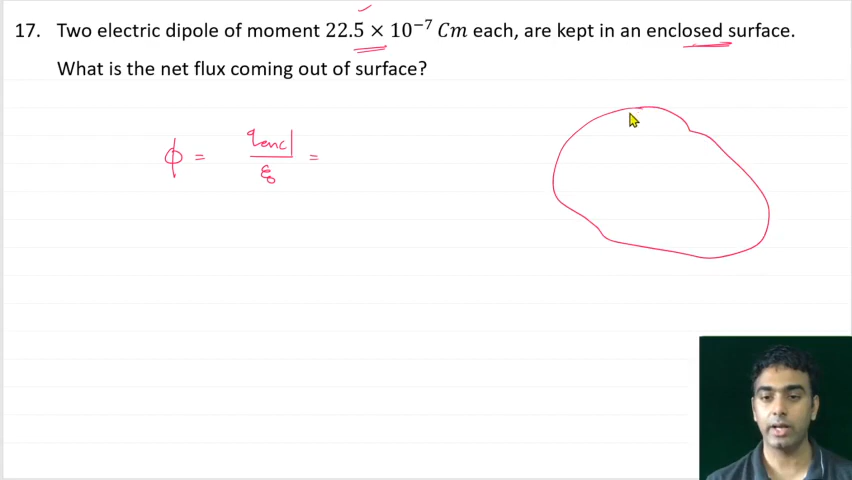 17. Two electric dipole of moment 22.5 × 10⁻⁷ Cm each, are kept in an enclosed surface.
What is the net flux coming out of surface?
ϕ = qencl / ε₀ =